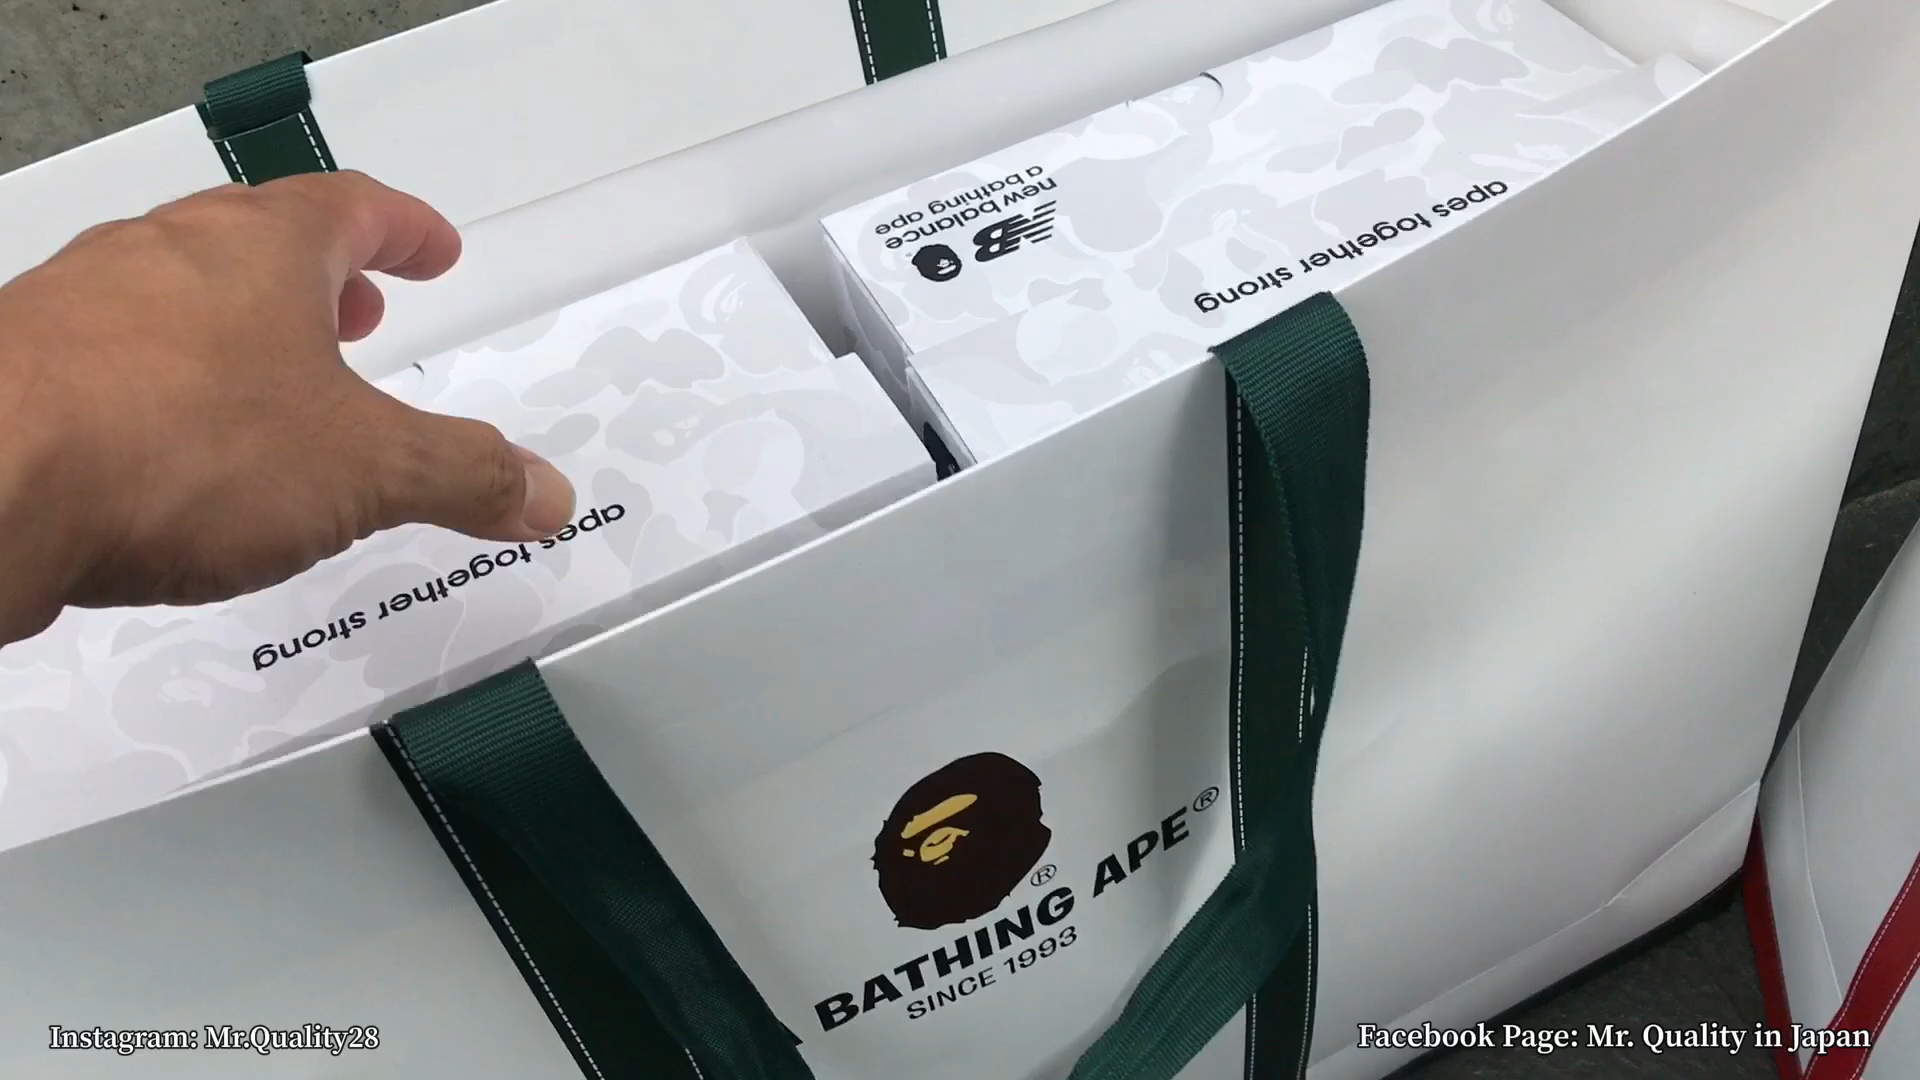 new balance
a bathing ape
apes together strong
apes together strong
BATHING APE®
®
SINCE 1993
Instagram: Mr.Quality28
Facebook Page: Mr. Quality in Japan